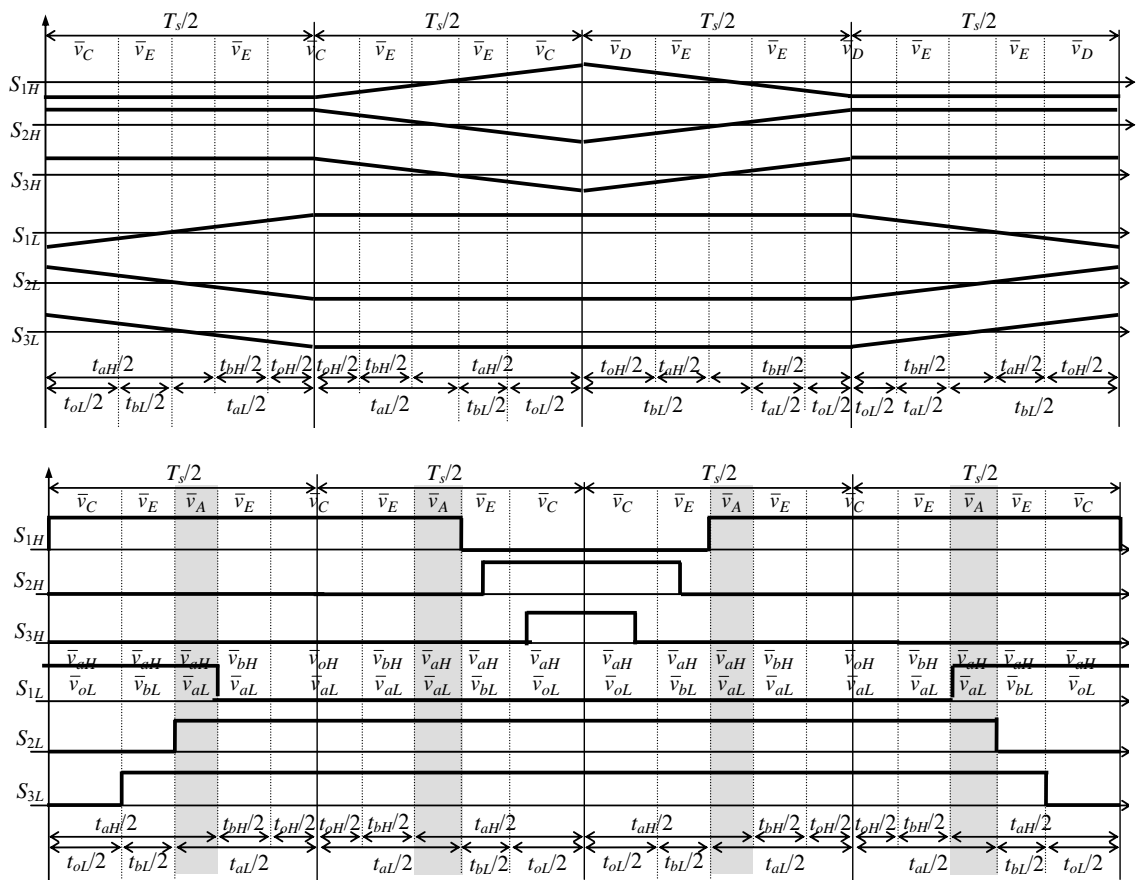 T_s/2 T_s/2 T_s/2 T_s/2
v̅_C v̅_E v̅_E v̅_C v̅_E v̅_E v̅_C v̅_D v̅_E v̅_E v̅_D v̅_E v̅_E v̅_D
S_1H
S_2H
S_3H
S_1L
S_2L
S_3L
t_aH/2 t_bH/2 t_oH/2 t_oH/2 t_bH/2 t_aH/2 t_oH/2 t_aH/2 t_bH/2 t_bH/2 t_aH/2 t_oH/2
t_oL/2 t_bL/2 t_aL/2 t_aL/2 t_bL/2 t_oL/2 t_bL/2 t_aL/2 t_oL/2 t_oL/2 t_aL/2 t_bL/2
T_s/2 T_s/2 T_s/2 T_s/2
v̅_C v̅_E v̅_A v̅_E v̅_C v̅_E v̅_A v̅_E v̅_C v̅_C v̅_E v̅_A v̅_E v̅_C v̅_E v̅_A v̅_E v̅_C
S_1H
S_2H
S_3H
v̅_aH v̅_aH v̅_aH v̅_bH v̅_oH v̅_bH v̅_aH v̅_aH v̅_aH v̅_aH v̅_aH v̅_aH v̅_bH v̅_oH v̅_bH v̅_aH v̅_aH v̅_aH
S_1L v̅_oL v̅_bL v̅_aL v̅_aL v̅_aL v̅_aL v̅_aL v̅_bL v̅_oL v̅_oL v̅_bL v̅_aL v̅_aL v̅_aL v̅_aL v̅_aL v̅_bL v̅_oL
S_2L
S_3L
t_aH/2 t_bH/2 t_oH/2 t_oH/2 t_bH/2 t_aH/2 t_aH/2 t_bH/2 t_oH/2 t_oH/2 t_bH/2 t_aH/2
t_oL/2 t_bL/2 t_aL/2 t_aL/2 t_bL/2 t_oL/2 t_oL/2 t_bL/2 t_aL/2 t_aL/2 t_bL/2 t_oL/2